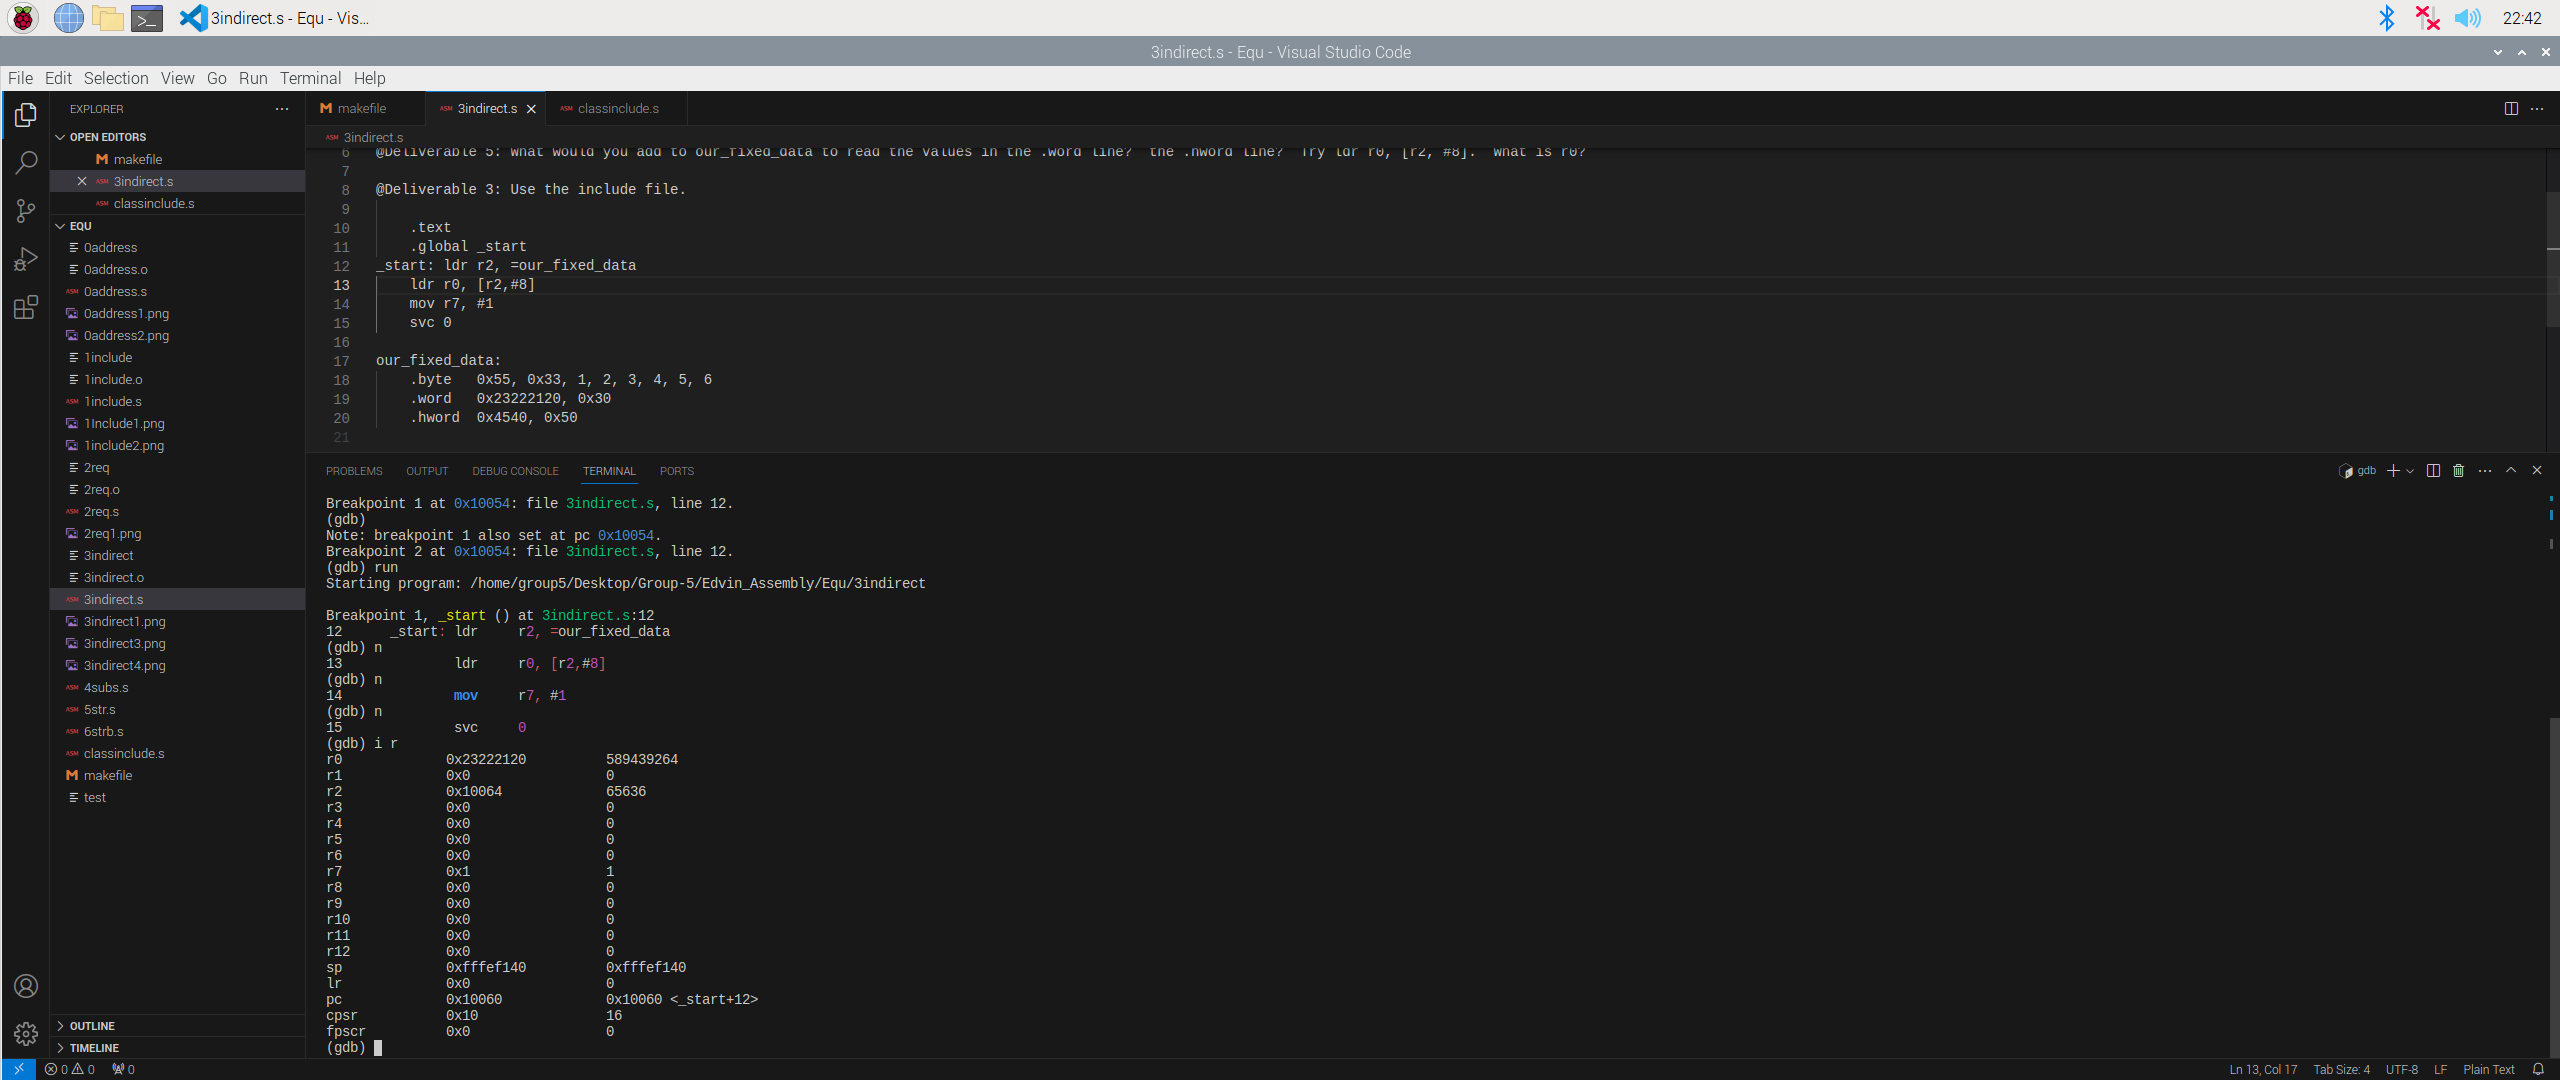 3indirect.s - Equ - Vis...
22:42
3indirect.s - Equ - Visual Studio Code
File Edit Selection View Go Run Terminal Help
EXPLORER
OPEN EDITORS
makefile
3indirect.s
classinclude.s
EQU
0address
0address.o
0address.s
0address1.png
0address2.png
1include
1include.o
1include.s
1Include1.png
1include2.png
2req
2req.o
2req.s
2req1.png
3indirect
3indirect.o
3indirect.s
3indirect1.png
3indirect3.png
3indirect4.png
4subs.s
5str.s
6strb.s
classinclude.s
makefile
test
OUTLINE
TIMELINE
makefile 3indirect.s classinclude.s
3indirect.s
6 @Deliverable 5: What would you add to our_fixed_data to read the values in the .word line?  the .hword line?  Try ldr r0, [r2, #8].  What is r0?
7
8 @Deliverable 3: Use the include file.
9
10     .text
11     .global _start
12 _start: ldr r2, =our_fixed_data
13     ldr r0, [r2,#8]
14     mov r7, #1
15     svc 0
16
17 our_fixed_data:
18     .byte   0x55, 0x33, 1, 2, 3, 4, 5, 6
19     .word   0x23222120, 0x30
20     .hword  0x4540, 0x50
21
PROBLEMS OUTPUT DEBUG CONSOLE TERMINAL PORTS
gdb
Breakpoint 1 at 0x10054: file 3indirect.s, line 12.
(gdb)
Note: breakpoint 1 also set at pc 0x10054.
Breakpoint 2 at 0x10054: file 3indirect.s, line 12.
(gdb) run
Starting program: /home/group5/Desktop/Group-5/Edvin_Assembly/Equ/3indirect
Breakpoint 1, _start () at 3indirect.s:12
12      _start: ldr     r2, =our_fixed_data
(gdb) n
13              ldr     r0, [r2,#8]
(gdb) n
14              mov     r7, #1
(gdb) n
15              svc     0
(gdb) i r
r0             0x23222120          589439264
r1             0x0                 0
r2             0x10064             65636
r3             0x0                 0
r4             0x0                 0
r5             0x0                 0
r6             0x0                 0
r7             0x1                 1
r8             0x0                 0
r9             0x0                 0
r10            0x0                 0
r11            0x0                 0
r12            0x0                 0
sp             0xfffef140          0xfffef140
lr             0x0                 0
pc             0x10060             0x10060 <_start+12>
cpsr           0x10                16
fpscr          0x0                 0
(gdb)
0 0 0
Ln 13, Col 17 Tab Size: 4 UTF-8 LF Plain Text